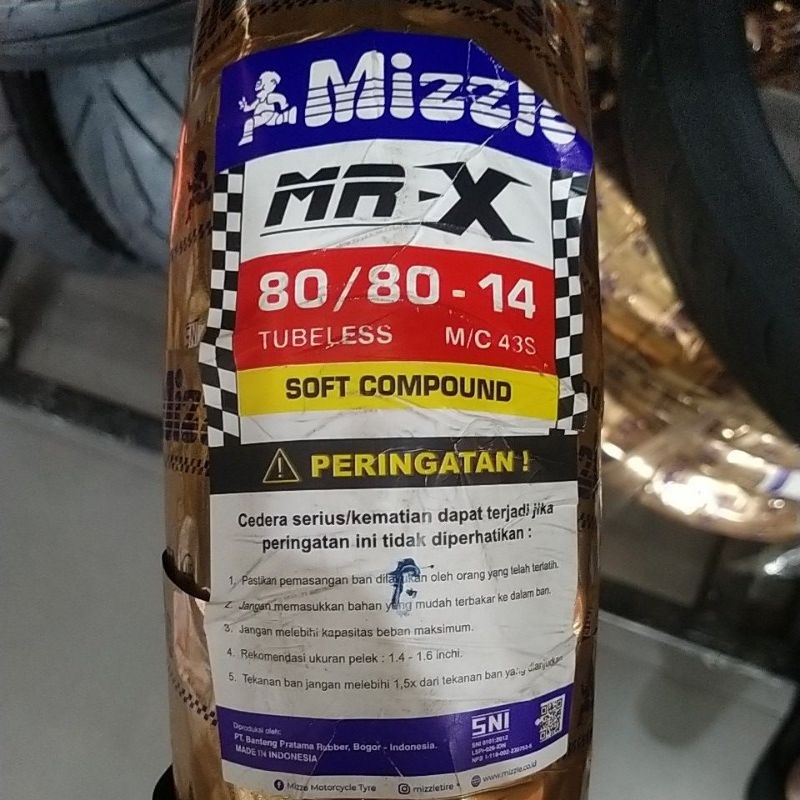 Mizzle
MR-X
80/80-14
TUBELESS M/C 43S
SOFT COMPOUND
PERINGATAN !
Cedera serius/kematian dapat terjadi jika
peringatan ini tidak diperhatikan :
1. Pastikan pemasangan ban dilakukan oleh orang yang telah terlatih.
2. Jangan memasukkan bahan yang mudah terbakar ke dalam ban.
3. Jangan melebihi kapasitas beban maksimum.
4. Rekomendasi ukuran pelek : 1.4 - 1.6 inchi.
5. Tekanan ban jangan melebihi 1,5x dari tekanan ban yang dianjurkan
Diproduksi oleh:
PT. Banteng Pratama Rubber, Bogor - Indonesia.
MADE IN INDONESIA
SNI
SNI 0101:2012
Mizzle Motorcycle Tyre mizzletire www.mizzle.co.id